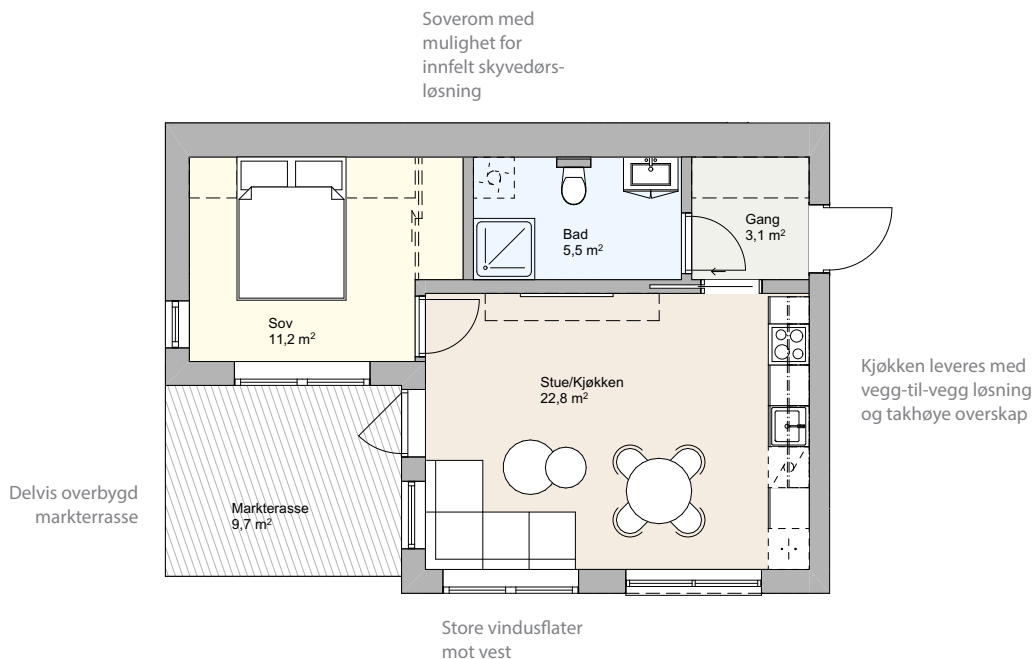 Soverom med
mulighet for
innfelt skyvedørs-
løsning
Bad
5,5 m²
Gang
3,1 m²
Sov
11,2 m²
Stue/Kjøkken
22,8 m²
Kjøkken leveres med
vegg-til-vegg løsning
og takhøye overskap
Delvis overbygd
markterrasse
Markterasse
9,7 m²
Store vindusflater
mot vest